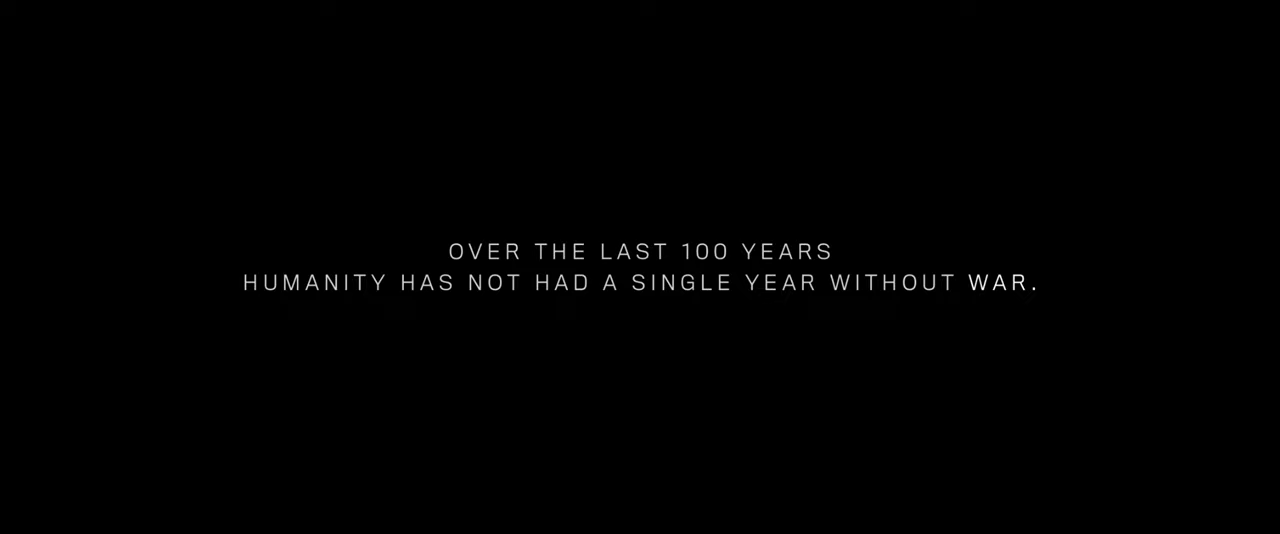 OVER THE LAST 100 YEARS
HUMANITY HAS NOT HAD A SINGLE YEAR WITHOUT WAR.